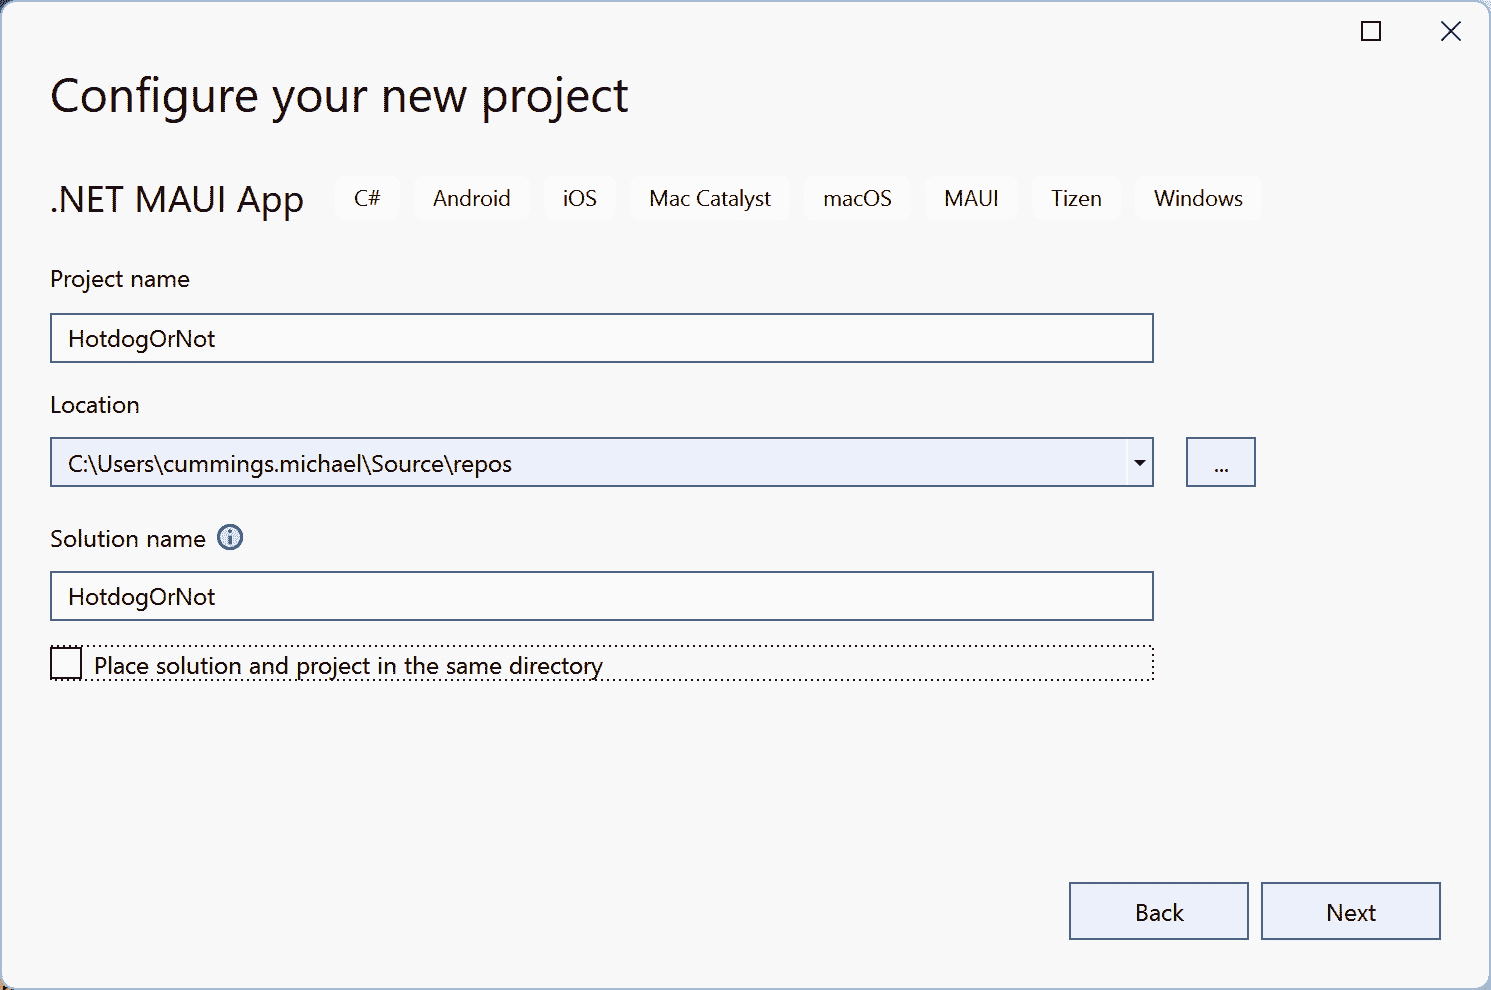 Configure your new project
.NET MAUI App C# Android iOS Mac Catalyst macOS MAUI Tizen Windows
Project name
HotdogOrNot
Location
C:\Users\cummings.michael\Source\repos
...
Solution name
HotdogOrNot
Place solution and project in the same directory
Back Next